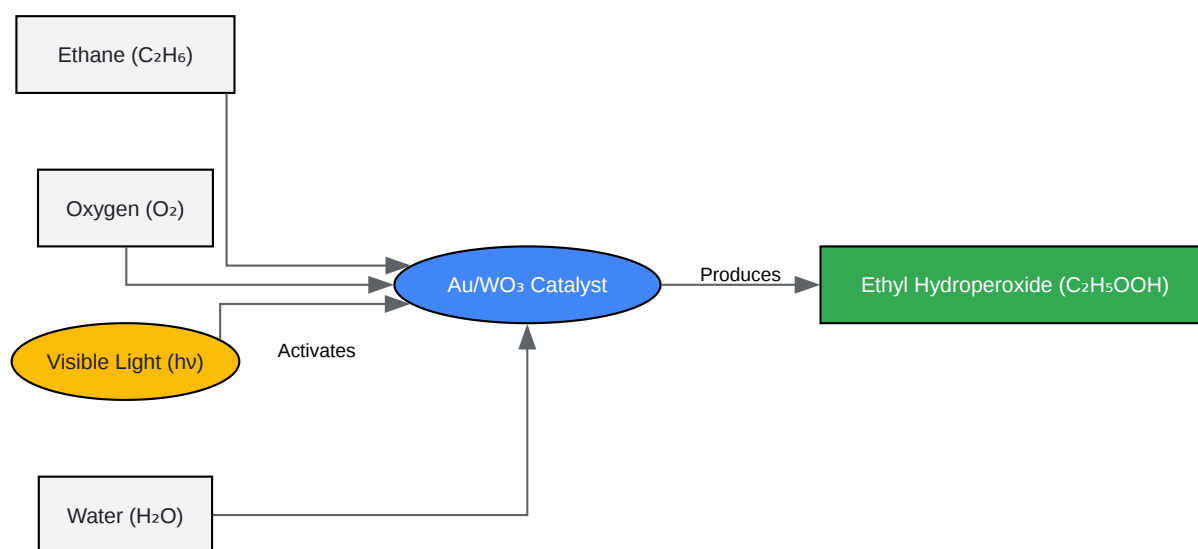 Ethane (C₂H₆)
Oxygen (O₂)
Au/WO₃ Catalyst
Produces
Ethyl Hydroperoxide (C₂H₅OOH)
Visible Light (hν)
Activates
Water (H₂O)